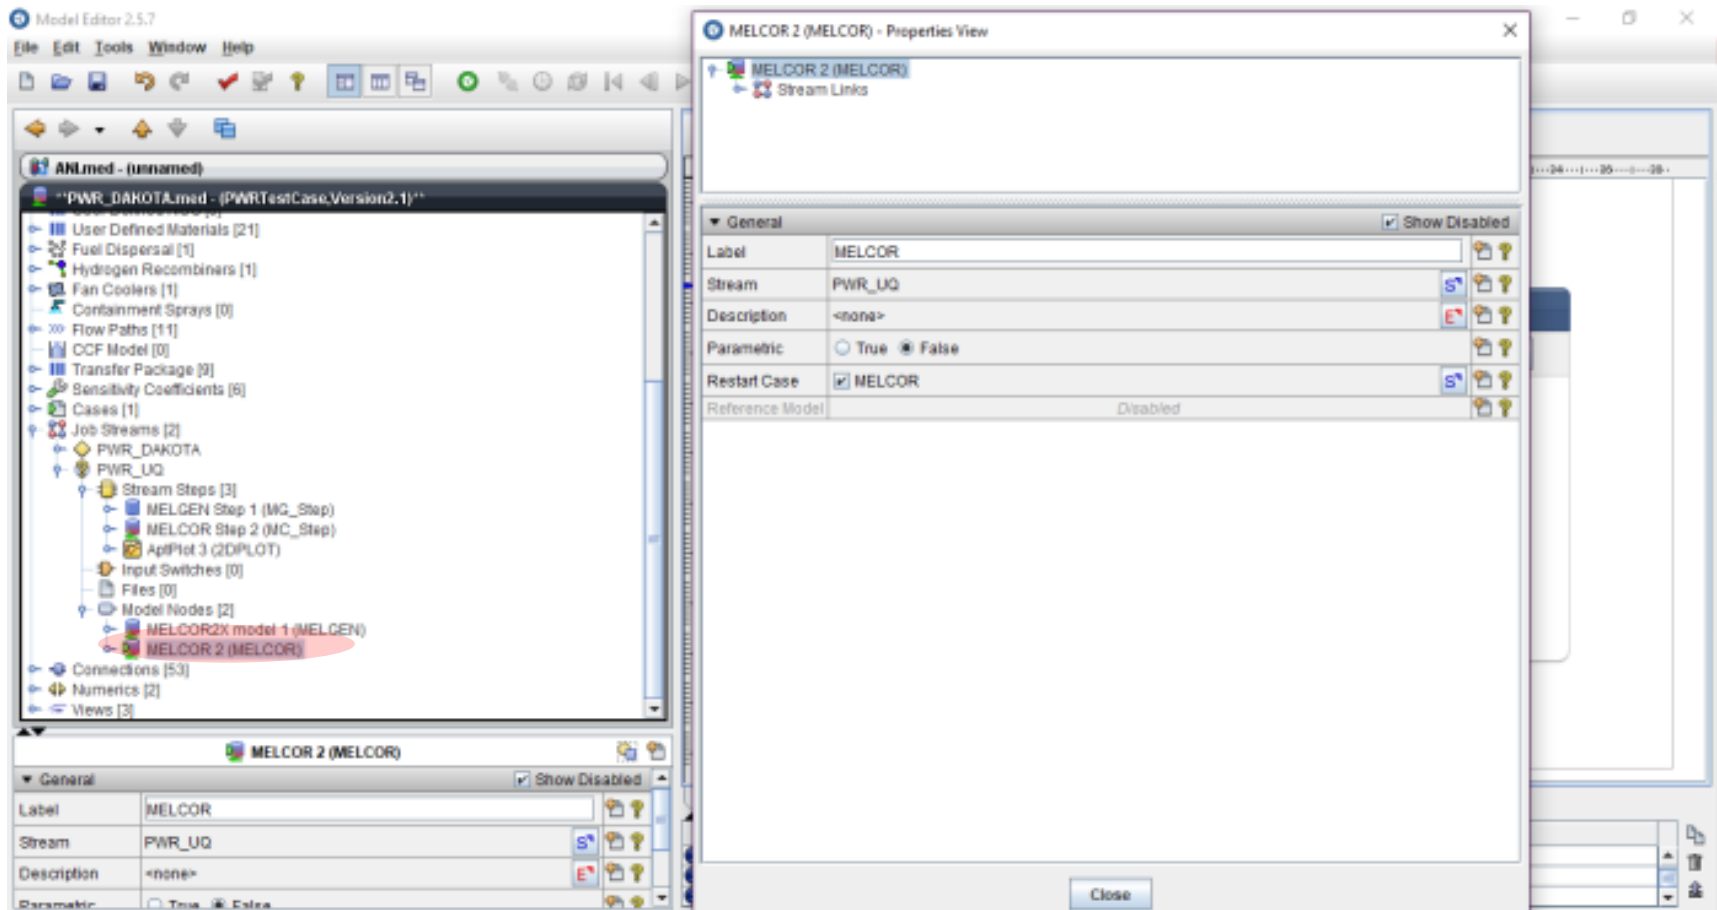 Model Editor 2.5.7
File Edit Tools Window Help
ANI.med - (unnamed)
**PWR_DAKOTA.med - (PWRTestCase,Version2.1)**
User Defined Materials [21]
Fuel Dispersal [1]
Hydrogen Recombiners [1]
Fan Coolers [1]
Containment Sprays [0]
Flow Paths [11]
CCF Model [0]
Transfer Package [9]
Sensitivity Coefficients [6]
Cases [1]
Job Streams [2]
PWR_DAKOTA
PWR_UQ
Stream Steps [3]
MELGEN Step 1 (MG_Step)
MELCOR Step 2 (MC_Step)
AptPlot 3 (2DPLOT)
Input Switches [0]
Files [0]
Model Nodes [2]
MELCOR2X model 1 (MELGEN)
MELCOR 2 (MELCOR)
Connections [53]
Numerics [2]
Views [3]
MELCOR 2 (MELCOR)
General Show Disabled
Label MELCOR
Stream PWR_UQ S
Description <none> E
Parametric True False
MELCOR 2 (MELCOR) - Properties View
MELCOR 2 (MELCOR)
Stream Links
General Show Disabled
Label MELCOR
Stream PWR_UQ S
Description <none> E
Parametric True False
Restart Case MELCOR S
Reference Model Disabled
Close